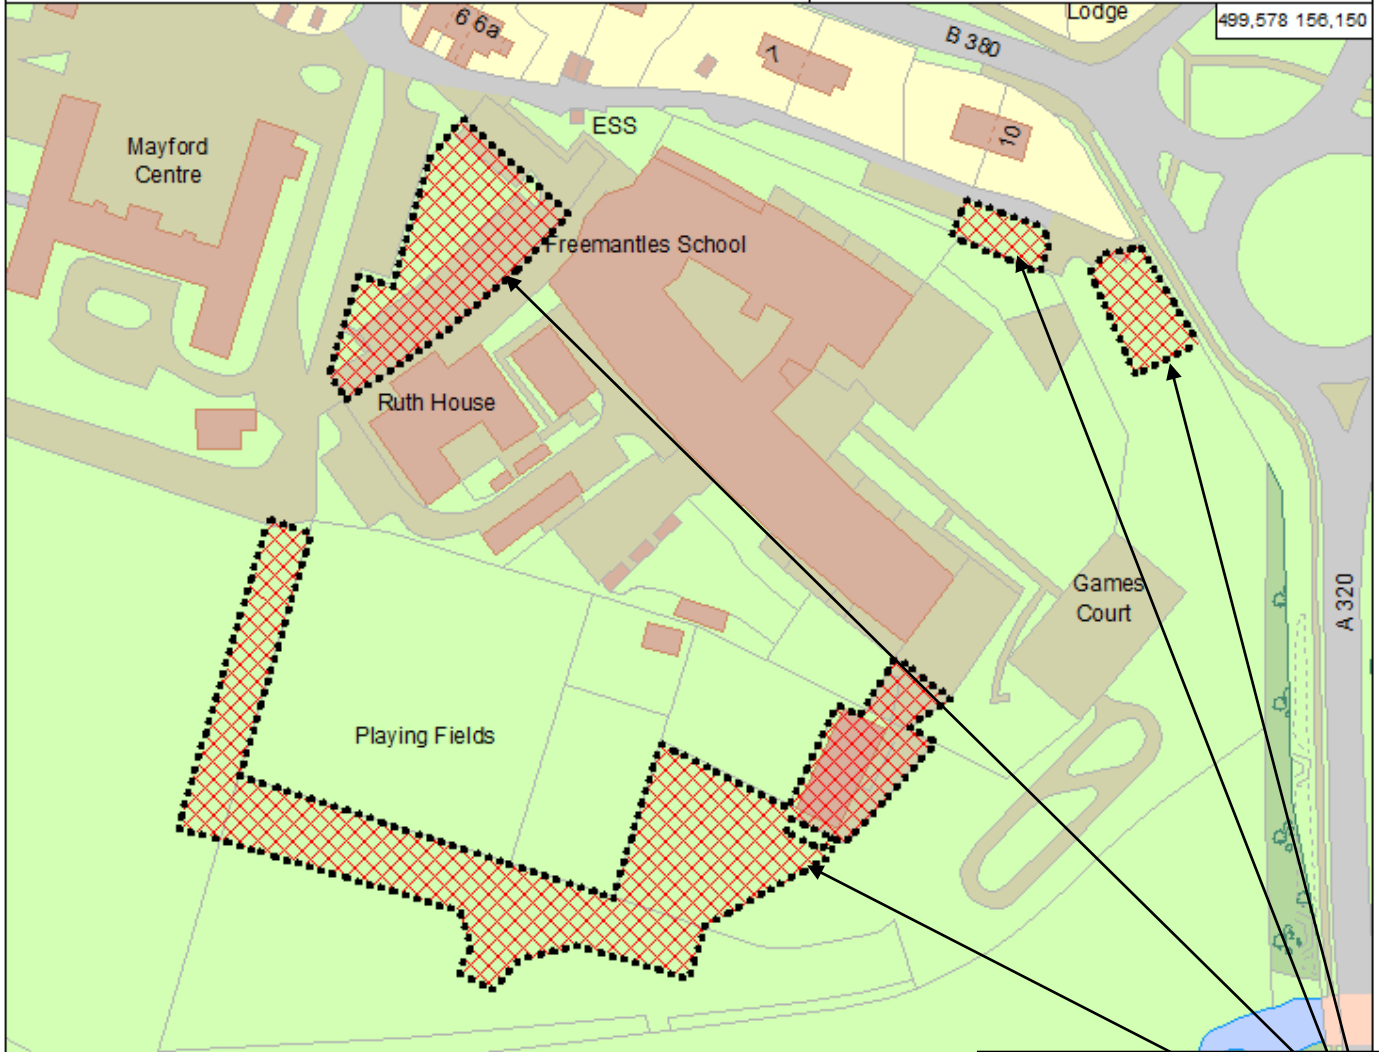 6 6a
B 380
Lodge
499,578 156,150
7
10
ESS
Mayford
Centre
Freemantles School
Ruth House
Games
Court
A 320
Playing Fields